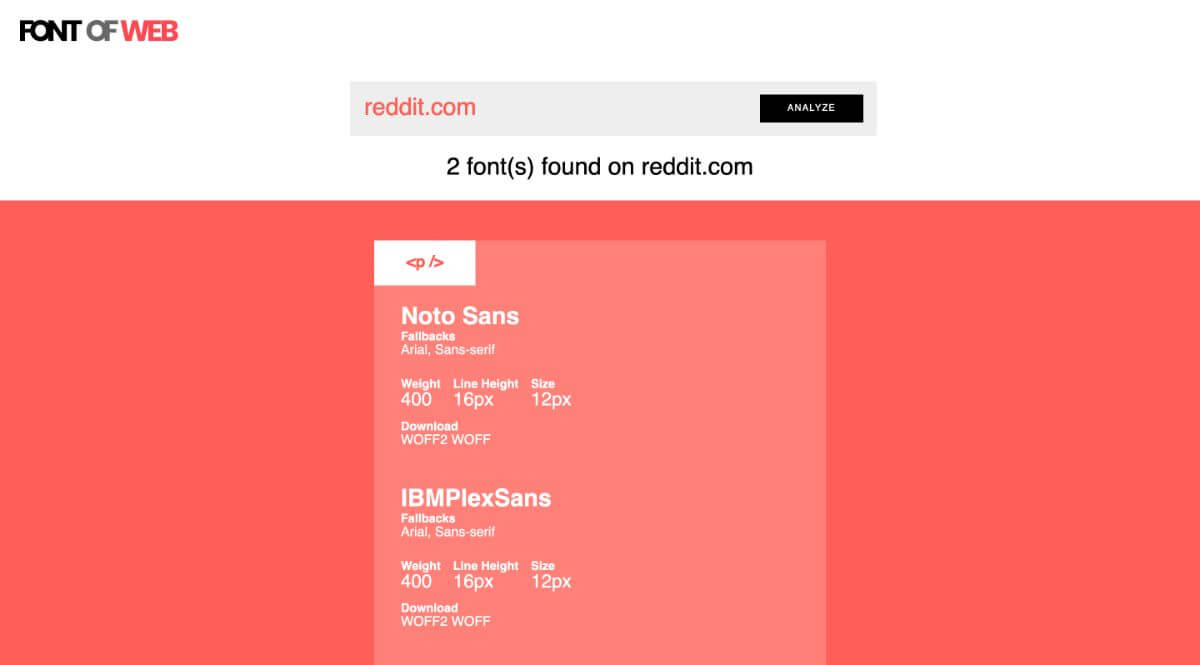 FONT OF WEB
reddit.com
ANALYZE
2 font(s) found on reddit.com
<p />
Noto Sans
Fallbacks
Arial, Sans-serif
Weight Line Height Size
400 16px 12px
Download
WOFF2 WOFF
IBMPlexSans
Fallbacks
Arial, Sans-serif
Weight Line Height Size
400 16px 12px
Download
WOFF2 WOFF